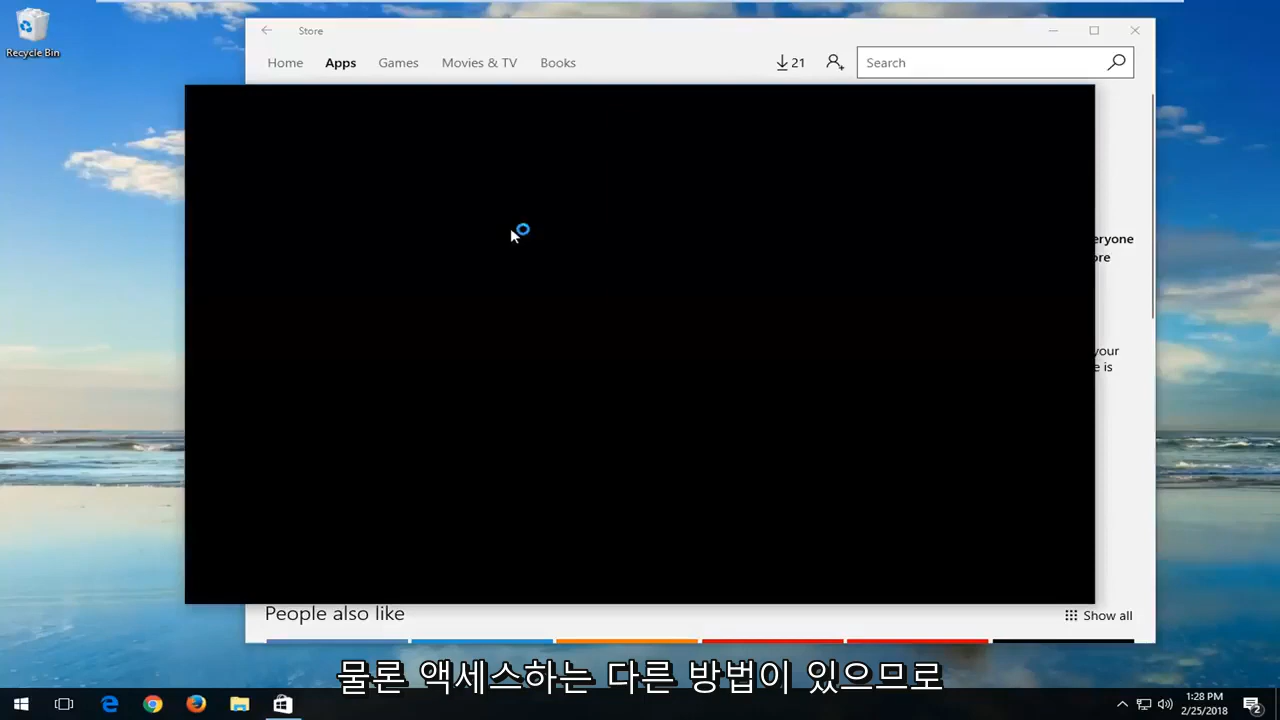 Recycle Bin
Store
Home Apps Games Movies & TV Books 21 Search
eryone
ore
your
e is
People also like Show all
물론 액세스하는 다른 방법이 있으므로
1:28 PM
2/25/2018
2